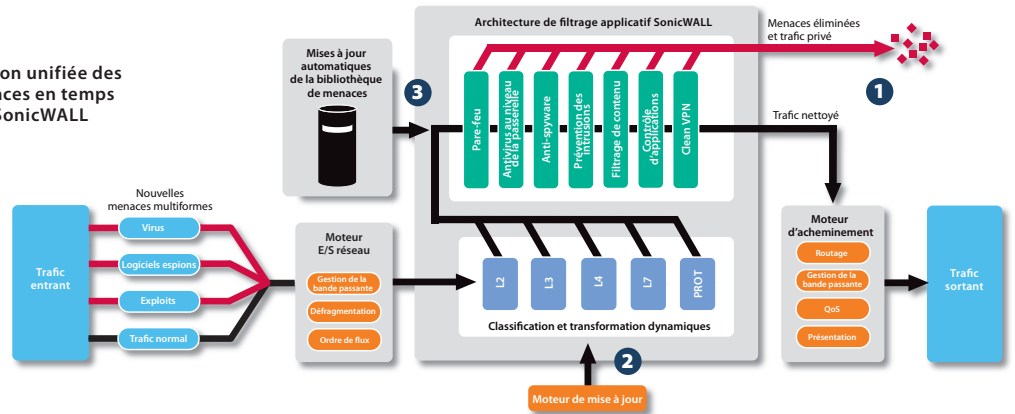 on unifiée des
aces en temps
SonicWALL
Mises à jour
automatiques
de la bibliothèque
de menaces
3
Architecture de filtrage applicatif SonicWALL
Pare-feu
Antivirus au niveau
de la passerelle
Anti-spyware
Prévention des
intrusions
Filtrage de contenu
Contrôle
d'applications
Clean VPN
Menaces éliminées
et trafic privé
1
Trafic nettoyé
Nouvelles
menaces multiformes
Trafic
entrant
Virus
Logiciels espions
Exploits
Trafic normal
Moteur
E/S réseau
Gestion de la
bande passante
Défragmentation
Ordre de flux
L2
L3
L4
L7
PROT
Classification et transformation dynamiques
2
Moteur de mise à jour
Moteur
d'acheminement
Routage
Gestion de la
bande passante
QoS
Présentation
Trafic
sortant